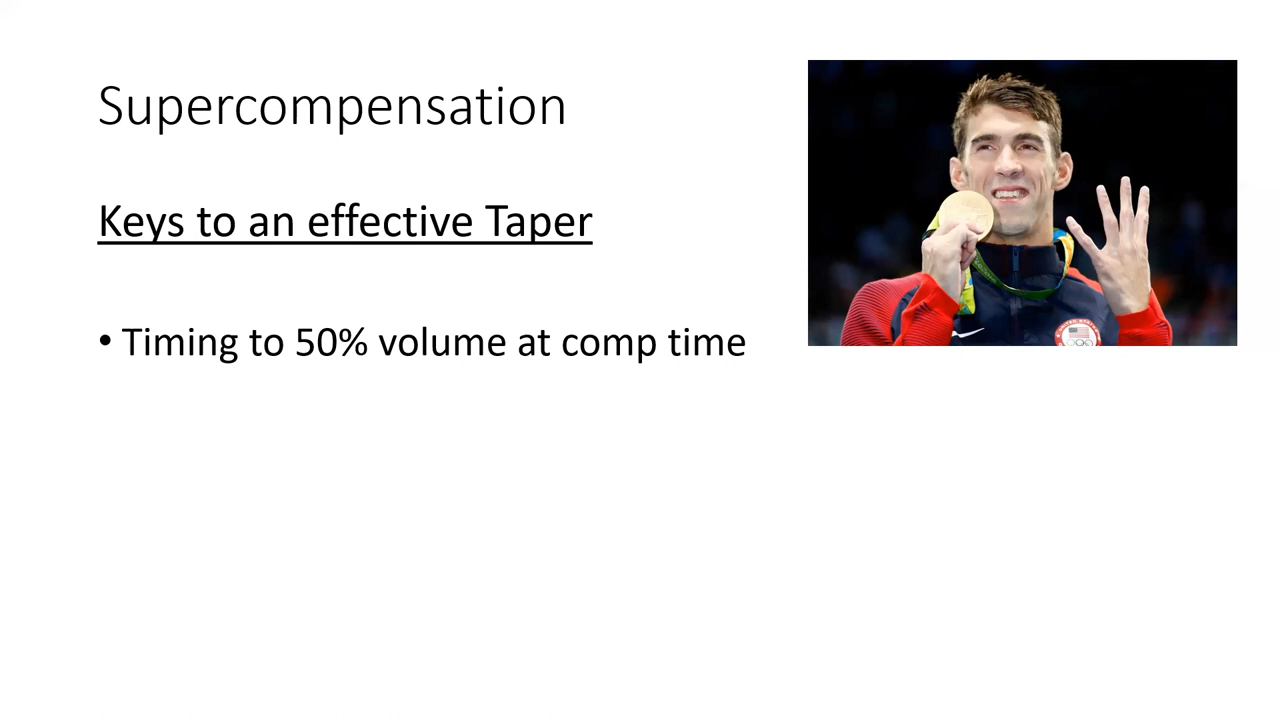 Supercompensation
Keys to an effective Taper
• Timing to 50% volume at comp time